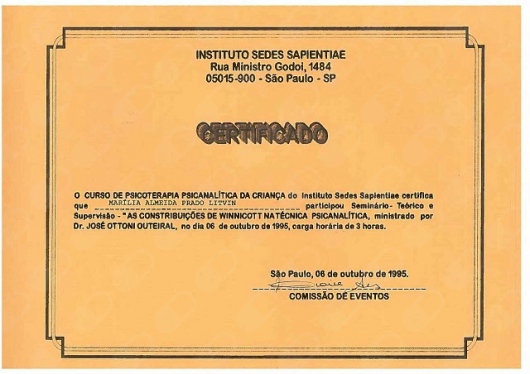 INSTITUTO SEDES SAPIENTIAE
Rua Ministro Godoi, 1484
05015-900 - São Paulo - SP
CERTIFICADO
O CURSO DE PSICOTERAPIA PSICANALÍTICA DA CRIANÇA do Instituto Sedes Sapientiae certifica
que MARÍLIA ALMEIDA PRADO LITVIN participou Seminário- Teórico e
Supervisão - "AS CONSTRIBUIÇÕES DE WINNICOTT NA TÉCNICA PSICANALÍTICA, ministrado por
Dr. JOSÉ OTTONI OUTEIRAL, no dia 06 de outubro de 1995, carga horária de 3 horas.
São Paulo, 06 de outubro de 1995.
COMISSÃO DE EVENTOS